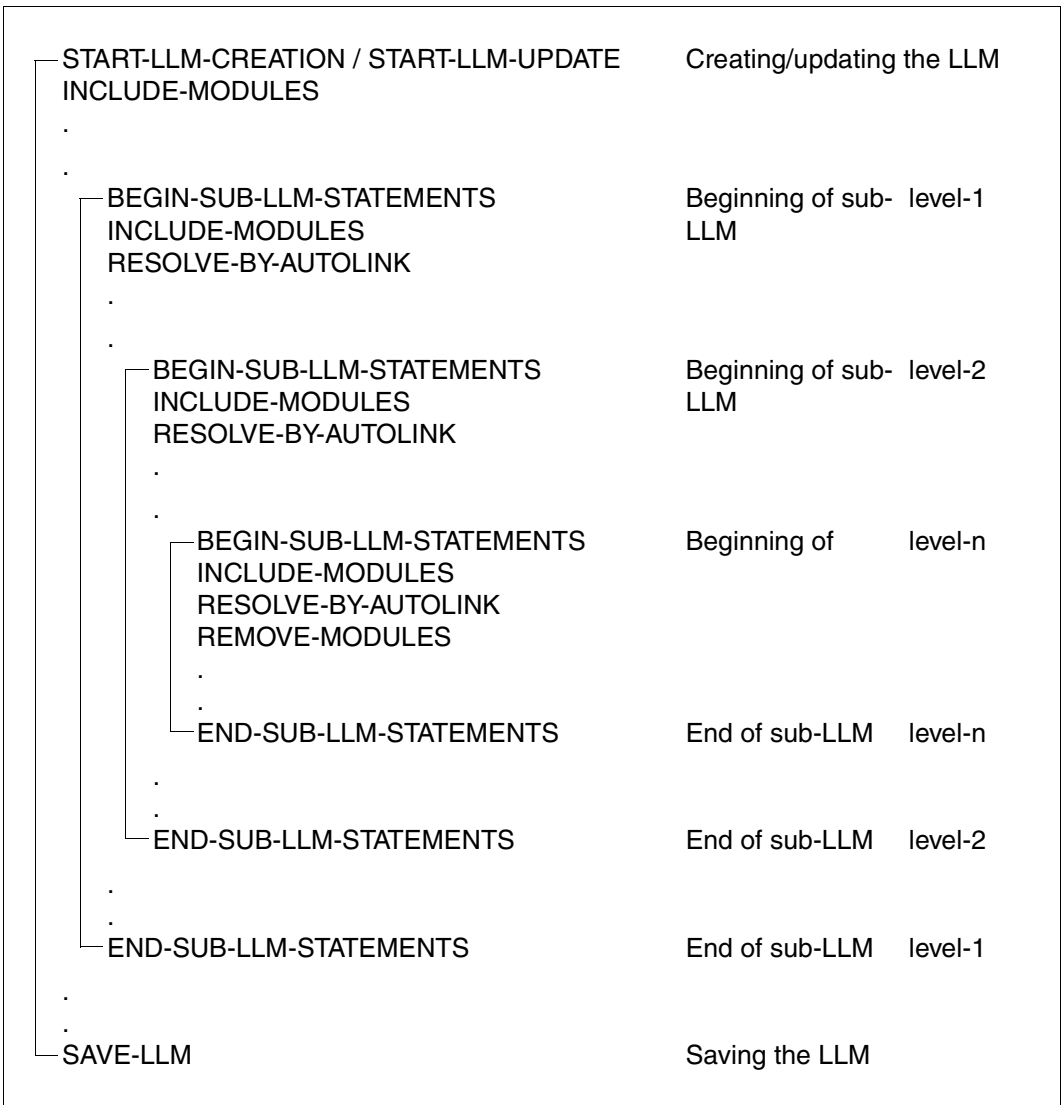 START-LLM-CREATION / START-LLM-UPDATE Creating/updating the LLM
INCLUDE-MODULES
.
.
BEGIN-SUB-LLM-STATEMENTS Beginning of sub- level-1
INCLUDE-MODULES LLM
RESOLVE-BY-AUTOLINK
.
.
BEGIN-SUB-LLM-STATEMENTS Beginning of sub- level-2
INCLUDE-MODULES LLM
RESOLVE-BY-AUTOLINK
.
.
BEGIN-SUB-LLM-STATEMENTS Beginning of level-n
INCLUDE-MODULES
RESOLVE-BY-AUTOLINK
REMOVE-MODULES
.
.
END-SUB-LLM-STATEMENTS End of sub-LLM level-n
.
.
END-SUB-LLM-STATEMENTS End of sub-LLM level-2
.
.
END-SUB-LLM-STATEMENTS End of sub-LLM level-1
.
.
SAVE-LLM Saving the LLM